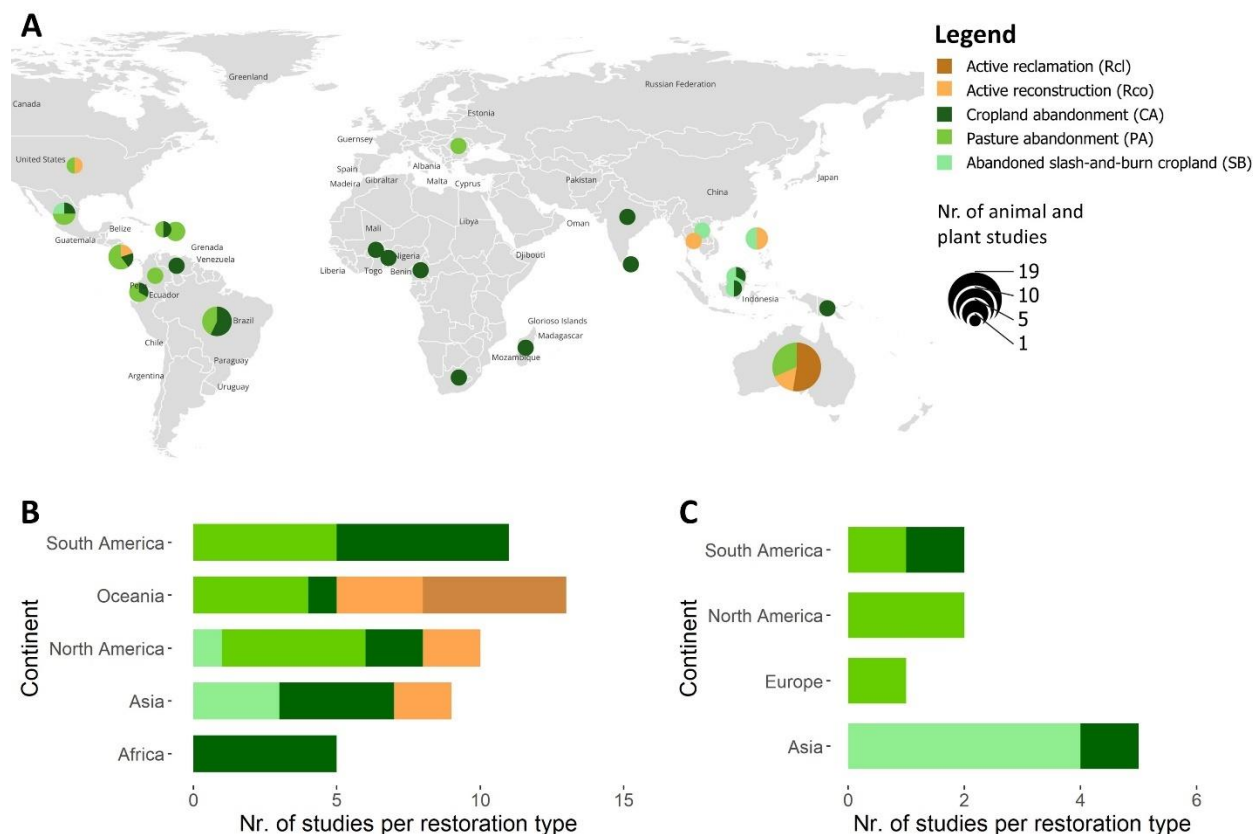 A
Greenland
Russian Federation
Canada
Estonia
Guernsey
United States
Spain
Albania
Madeira
Gibraltar
Malta
Cyprus
Pakistan
China
Japan
Libya
Oman
Mali
Belize
Guatemala
Grenada
Venezuela
Nigeria
Djibouti
Liberia
Togo
Benin
Ecuador
Indonesia
Brazil
Glorioso Islands
Madagascar
Mozambique
Chile
Paraguay
Argentina
Uruguay
Legend
Active reclamation (Rcl)
Active reconstruction (Rco)
Cropland abandonment (CA)
Pasture abandonment (PA)
Abandoned slash-and-burn cropland (SB)
Nr. of animal and
plant studies
19
10
5
1
B
Continent
South America
Oceania
North America
Asia
Africa
0 5 10 15
Nr. of studies per restoration type
C
Continent
South America
North America
Europe
Asia
0 2 4 6
Nr. of studies per restoration type